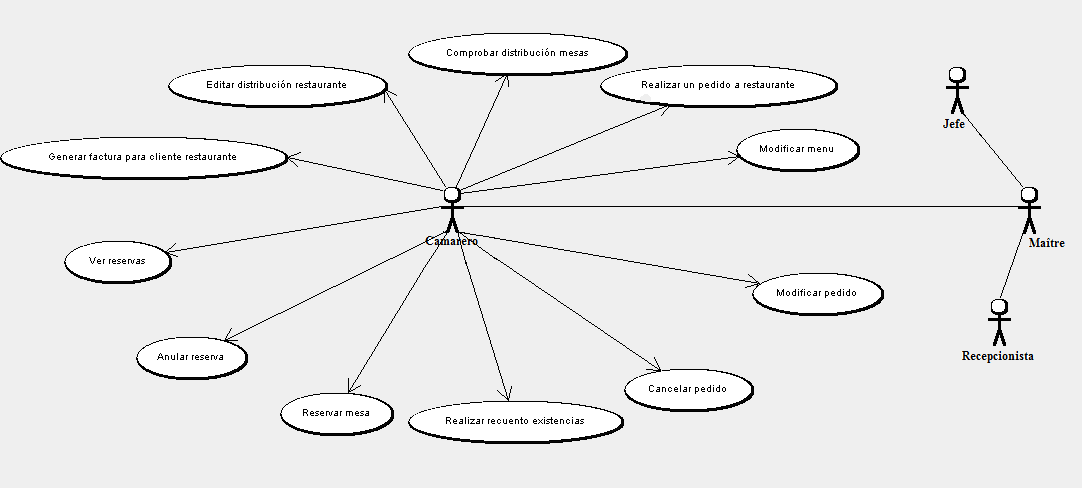 Comprobar distribución mesas
Editar distribución restaurante
Realizar un pedido a restaurante
Jefe
Generar factura para cliente restaurante
Modificar menu
Camarero
Maitre
Ver reservas
Modificar pedido
Anular reserva
Recepcionista
Cancelar pedido
Reservar mesa
Realizar recuento existencias